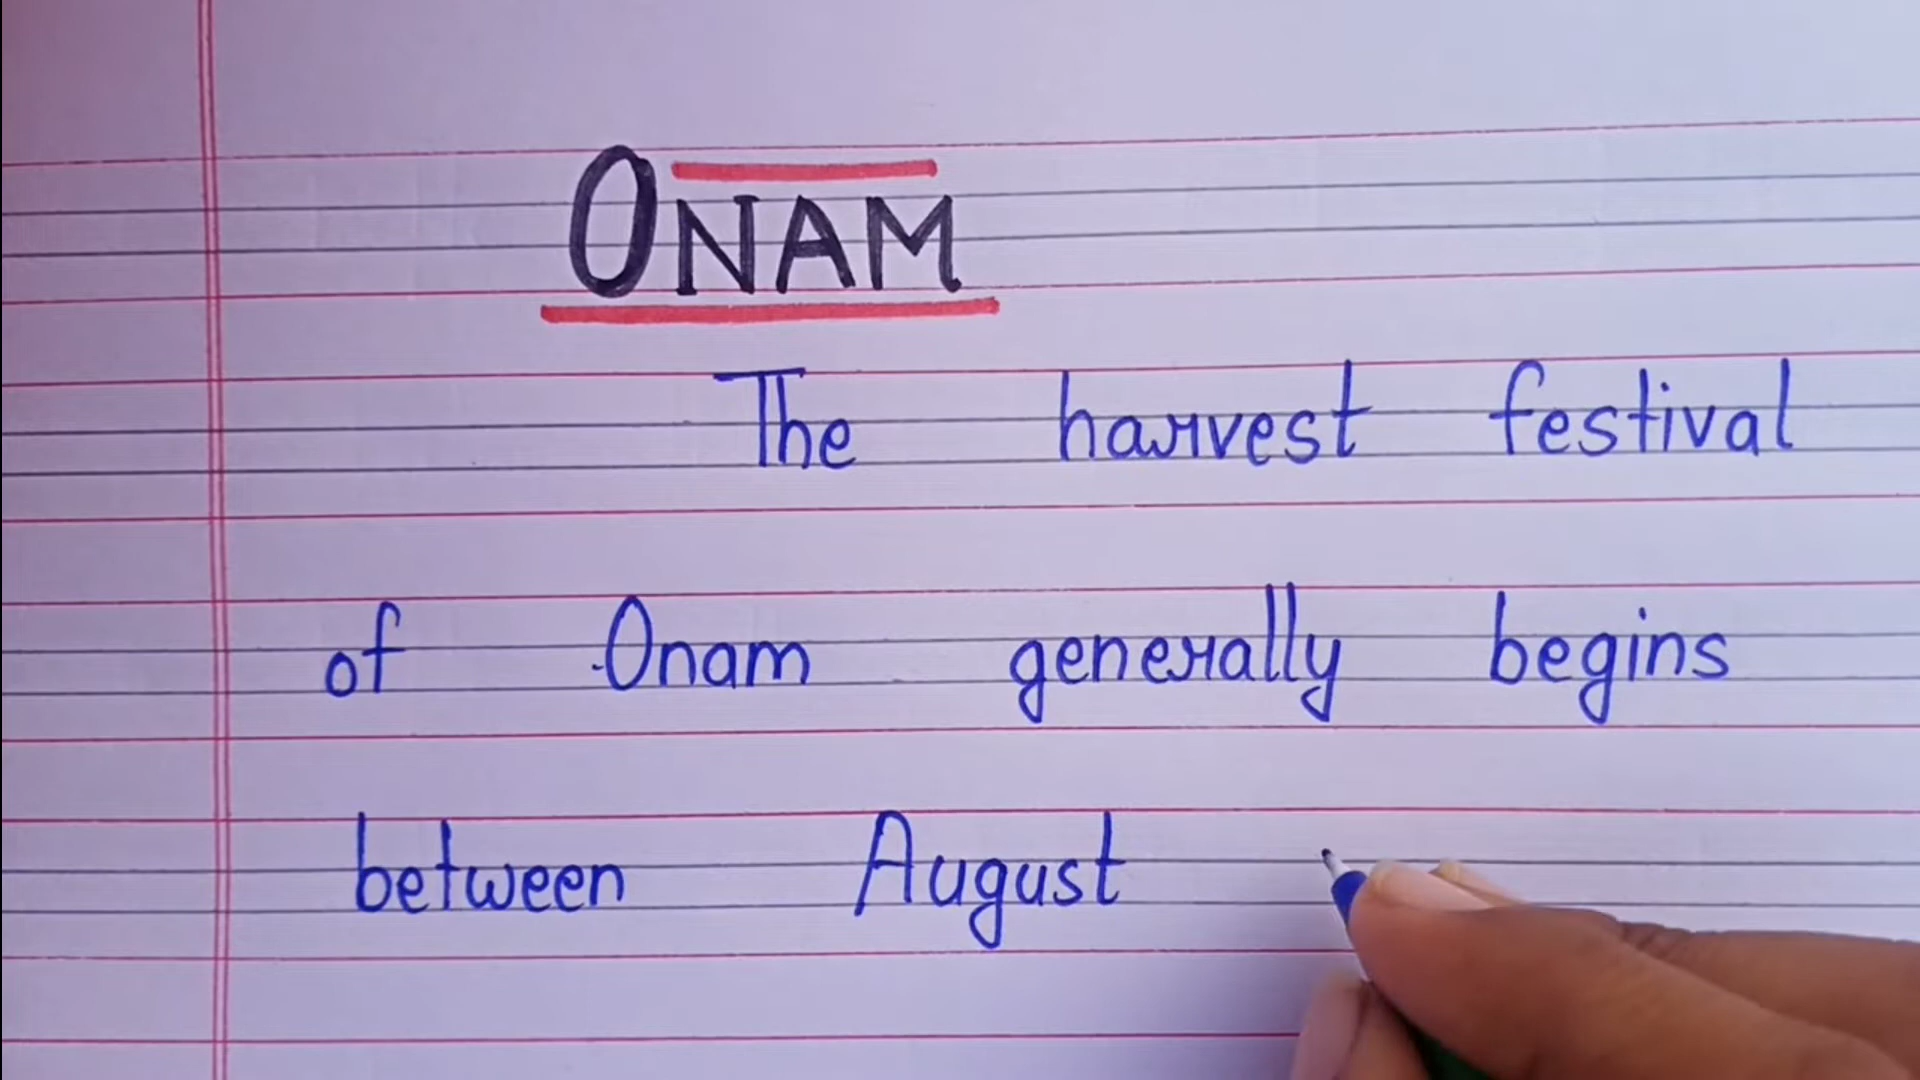 ONAM
The harvest festival
of Onam generally begins
between August